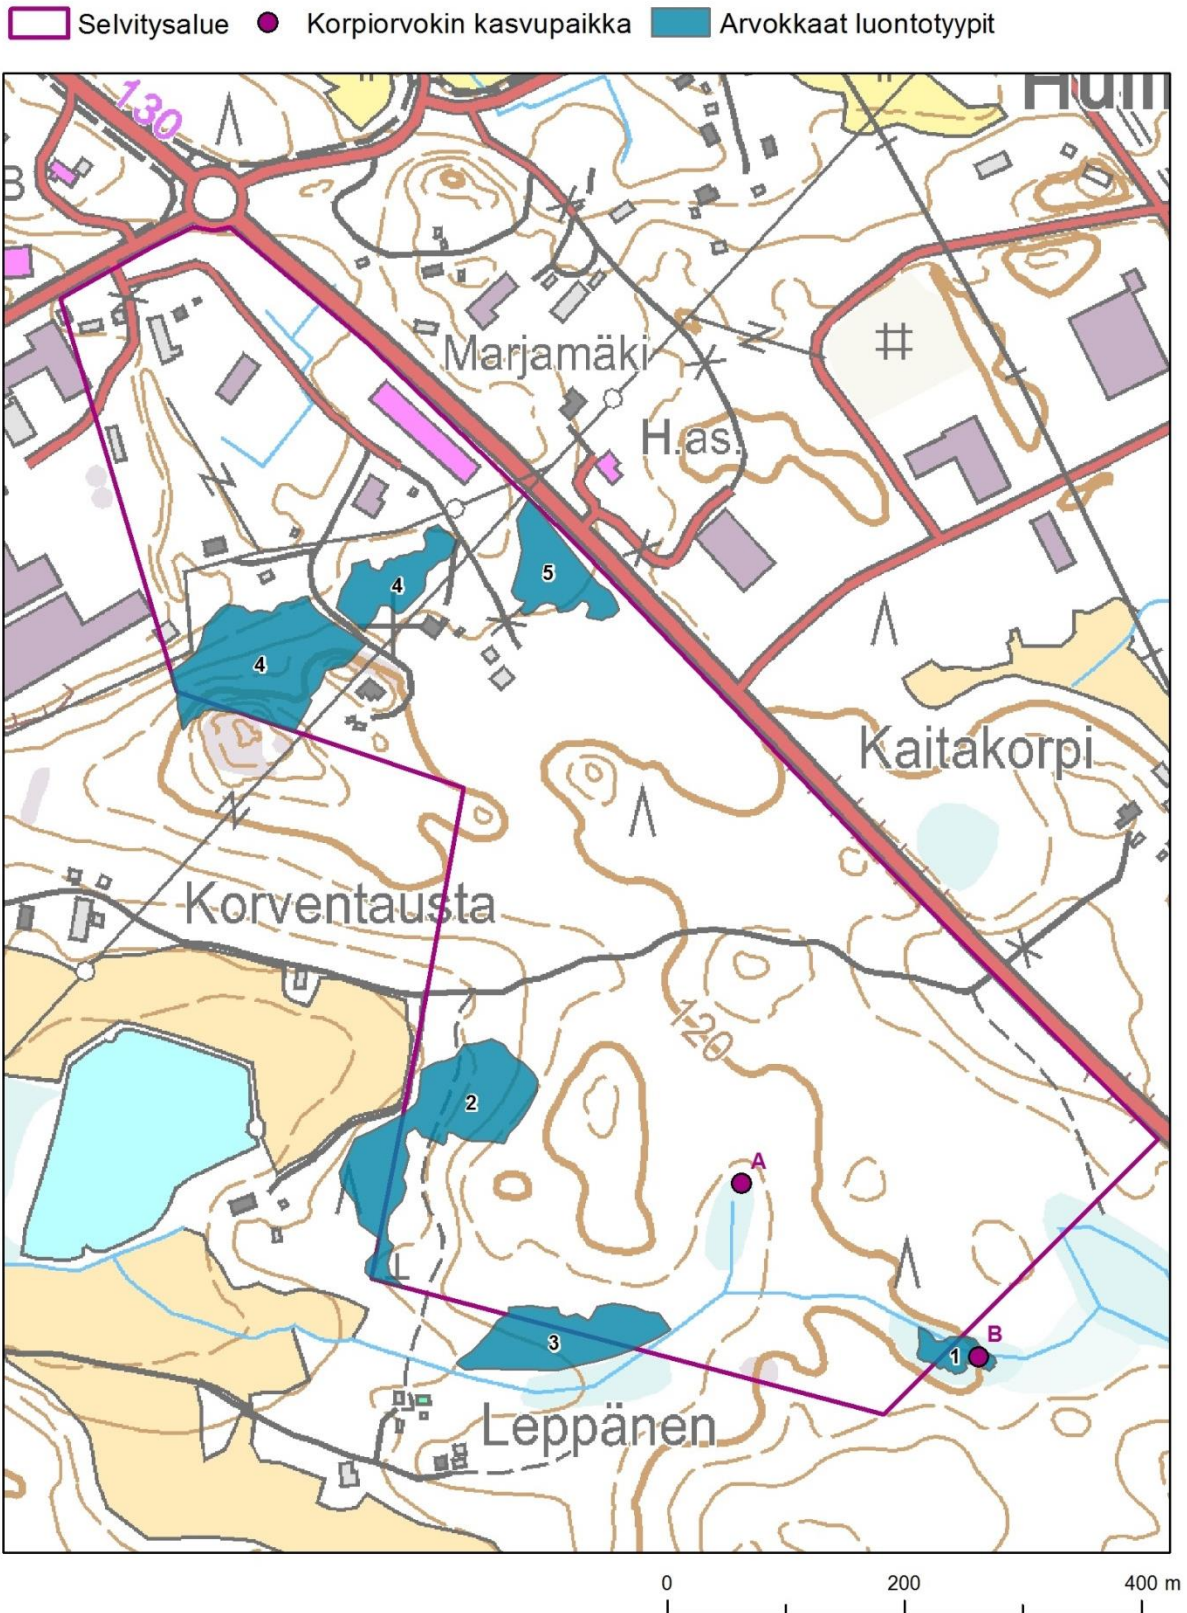 Selvitysalue Korpiorvokin kasvupaikka Arvokkaat luontotyypit
130
B
Marjamäki
H.as.
5
4
4
Kaitakorpi
Korventausta
120
2
A
B
1
3
Leppänen
0 200 400 m